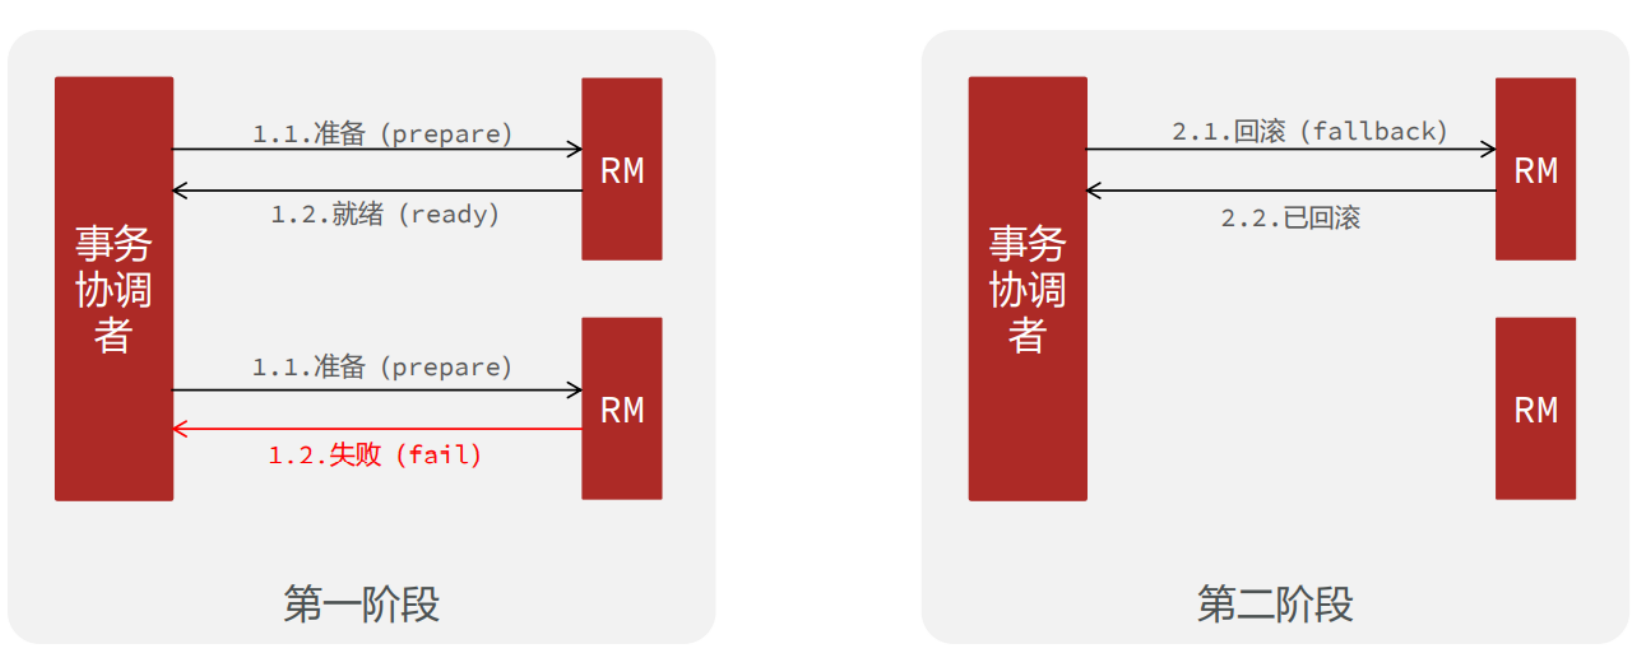 1.1.准备（prepare）
RM
1.2.就绪（ready）
事务
协调
者
1.1.准备（prepare）
RM
1.2.失败（fail）
第一阶段
2.1.回滚（fallback）
RM
2.2.已回滚
事务
协调
者
RM
第二阶段